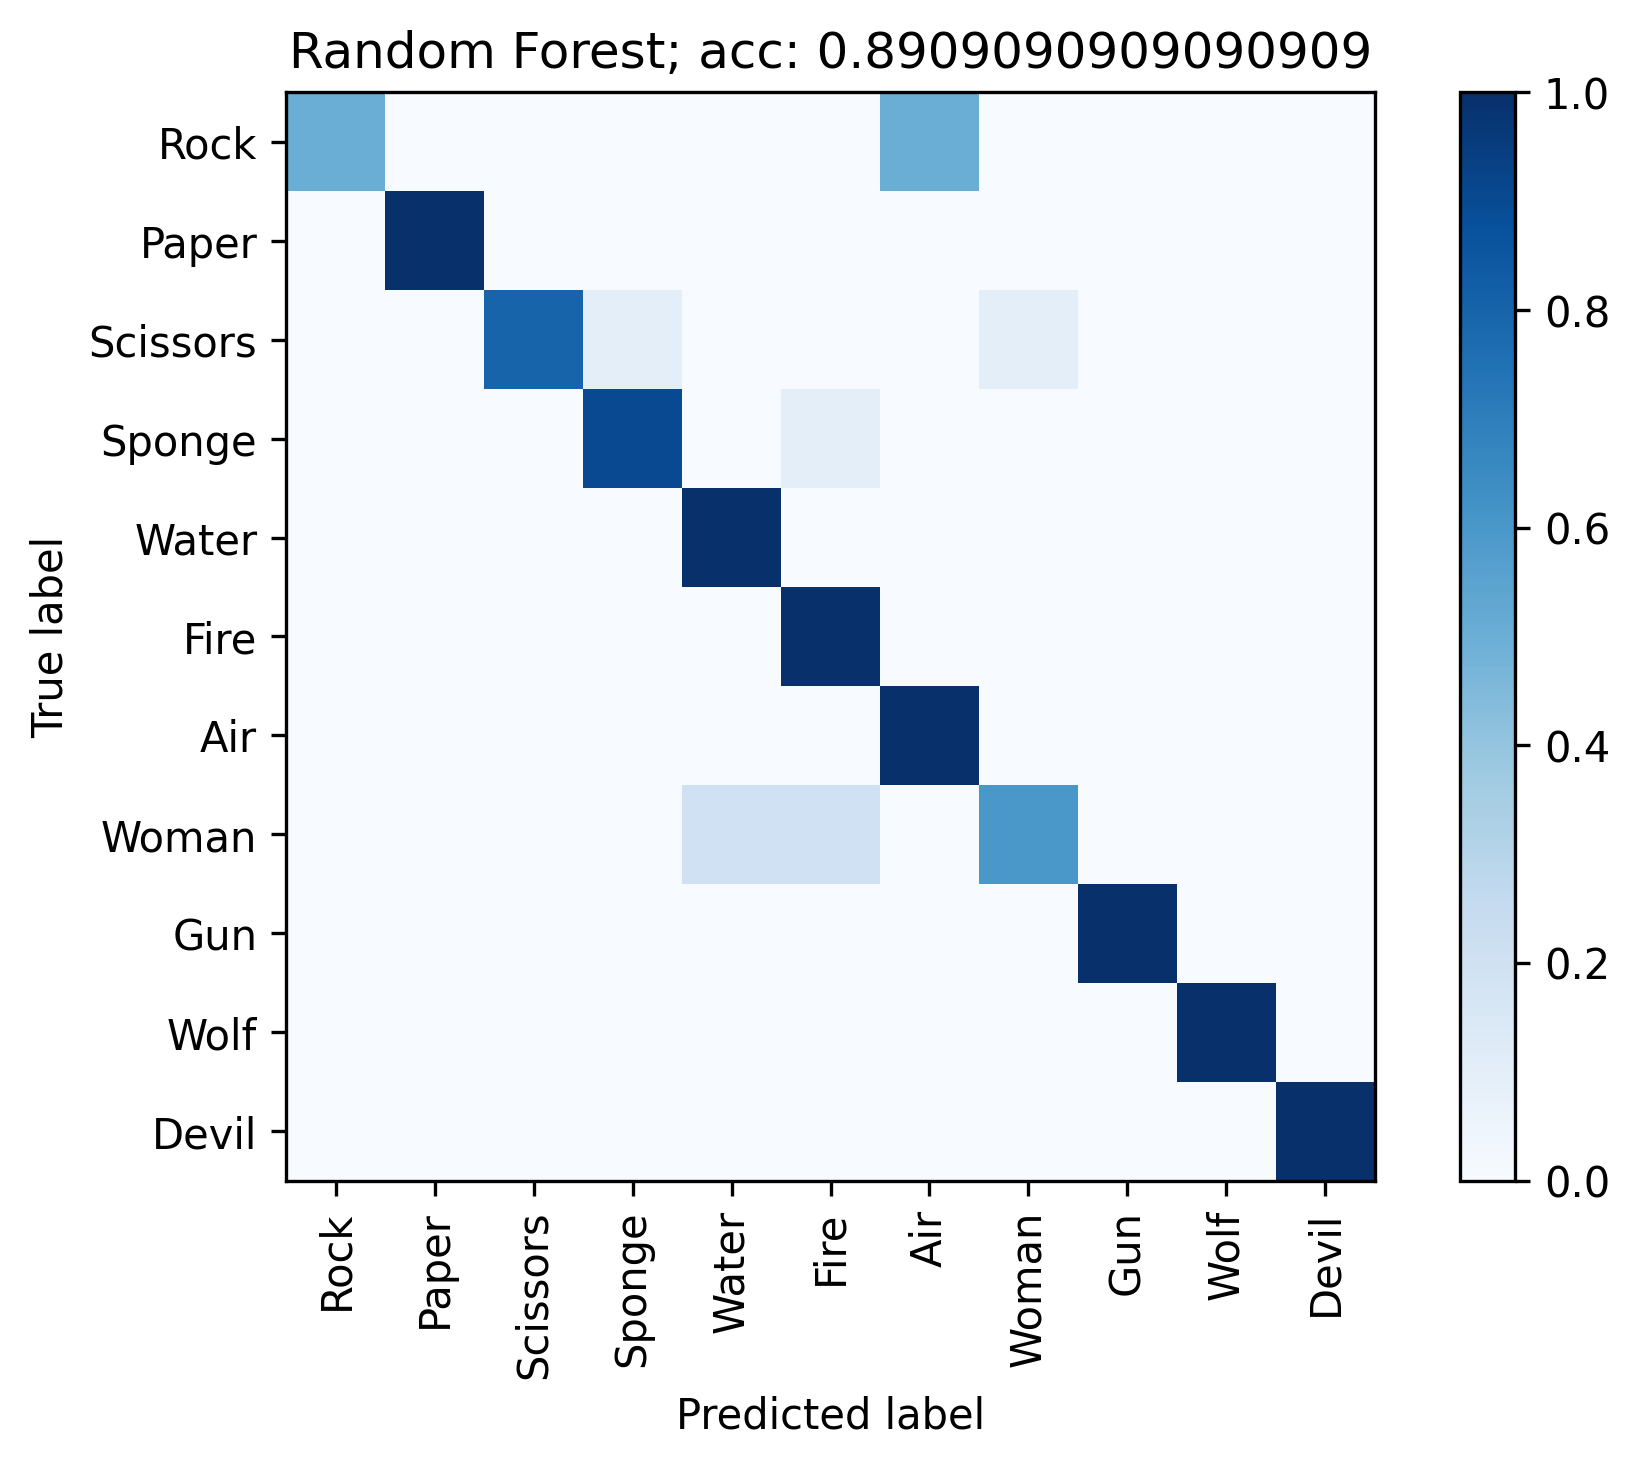 Random Forest; acc: 0.8909090909090909
Rock
Paper
Scissors
Sponge
Water
Fire
Air
Woman
Gun
Wolf
Devil
True label
Rock
Paper
Scissors
Sponge
Water
Fire
Air
Woman
Gun
Wolf
Devil
Predicted label
1.0
0.8
0.6
0.4
0.2
0.0